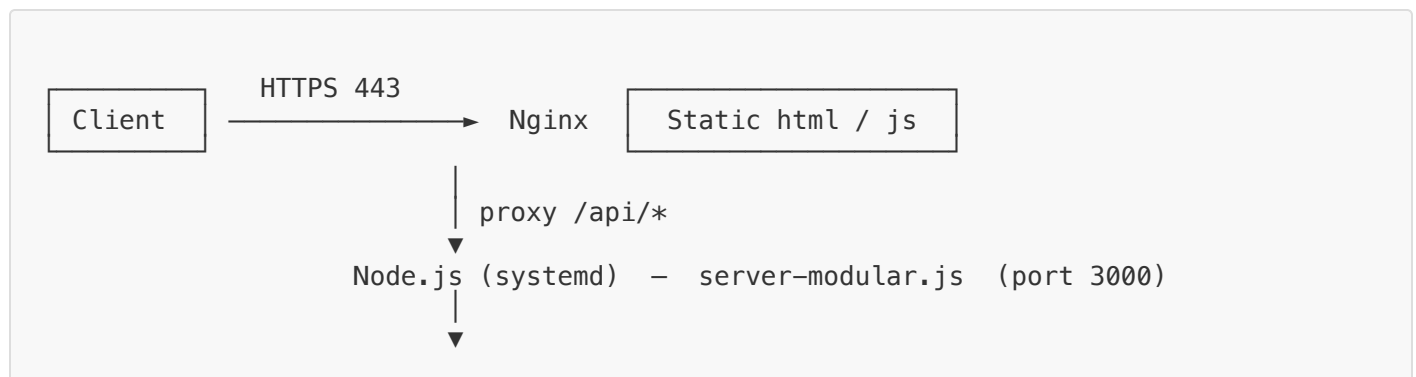 HTTPS 443
Client Nginx Static html / js
proxy /api/*
Node.js (systemd) – server-modular.js (port 3000)